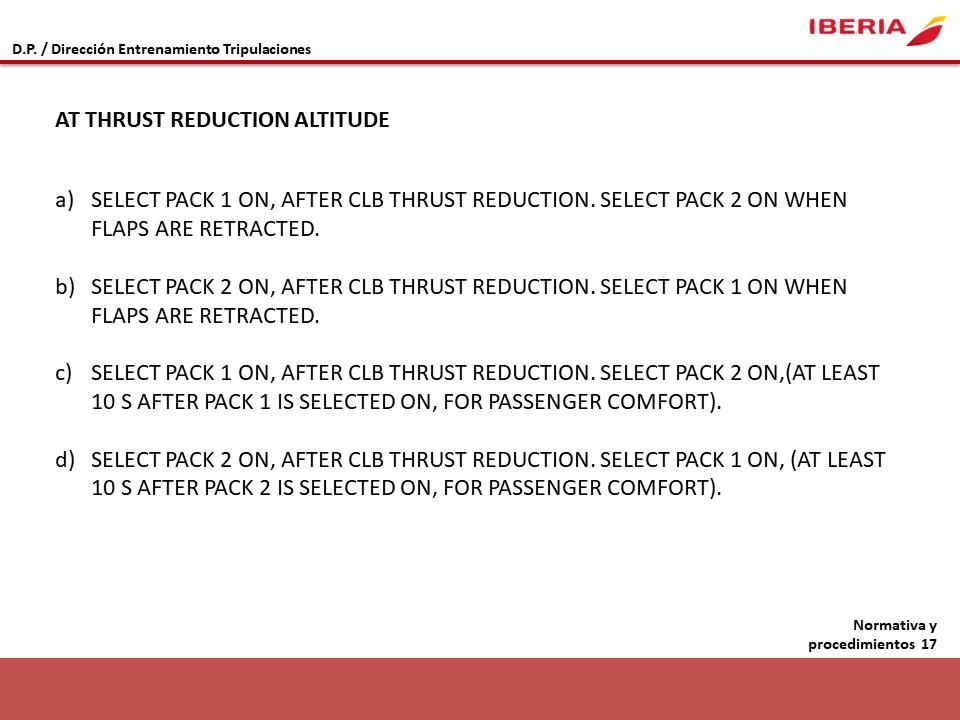 IBERIA
D.P. / Dirección Entrenamiento Tripulaciones
AT THRUST REDUCTION ALTITUDE
a) SELECT PACK 1 ON, AFTER CLB THRUST REDUCTION. SELECT PACK 2 ON WHEN
FLAPS ARE RETRACTED.
b) SELECT PACK 2 ON, AFTER CLB THRUST REDUCTION. SELECT PACK 1 ON WHEN
FLAPS ARE RETRACTED.
c) SELECT PACK 1 ON, AFTER CLB THRUST REDUCTION. SELECT PACK 2 ON,(AT LEAST
10 S AFTER PACK 1 IS SELECTED ON, FOR PASSENGER COMFORT).
d) SELECT PACK 2 ON, AFTER CLB THRUST REDUCTION. SELECT PACK 1 ON, (AT LEAST
10 S AFTER PACK 2 IS SELECTED ON, FOR PASSENGER COMFORT).
Normativa y
procedimientos 17